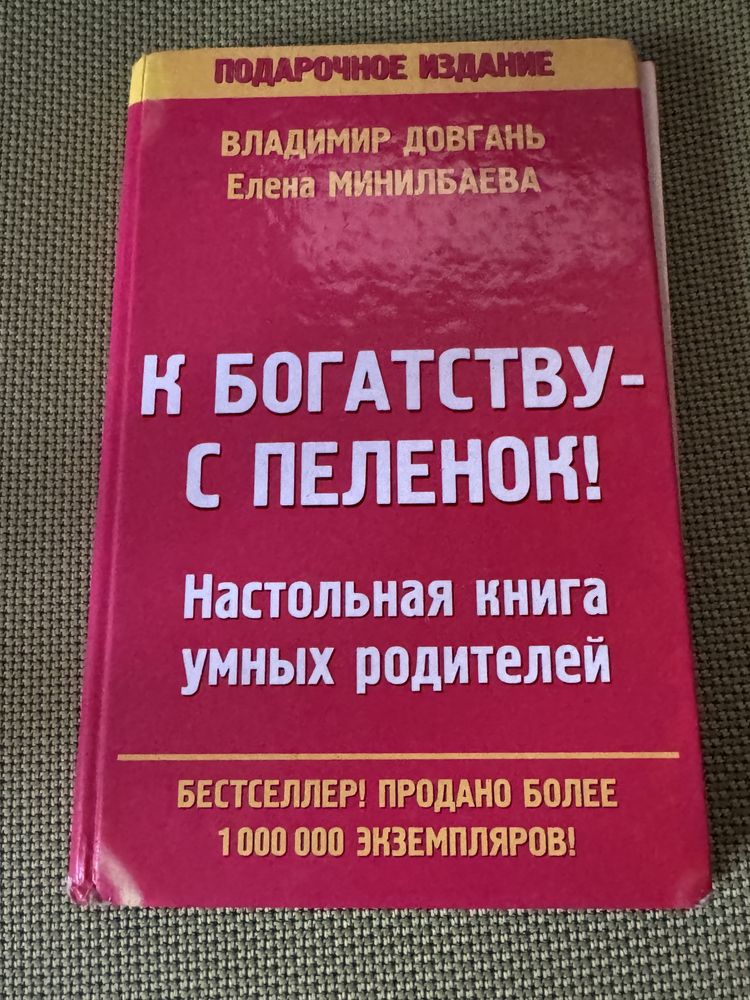 ПОДАРОЧНОЕ ИЗДАНИЕ
ВЛАДИМИР ДОВГАНЬ
Елена МИНИЛБАЕВА
К БОГАТСТВУ-
С ПЕЛЕНОК!
Настольная книга
умных родителей
БЕСТСЕЛЛЕР! ПРОДАНО БОЛЕЕ
1 000 000 ЭКЗЕМПЛЯРОВ!